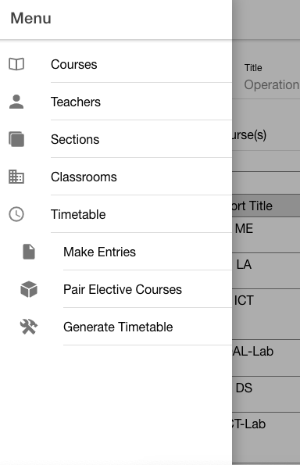 Menu
Title
Courses
Operation
Teachers
Sections
urse(s)
Classrooms
Timetable
ort Title
ME
Make Entries
LA
Pair Elective Courses
ICT
Generate Timetable
AL-Lab
DS
CT-Lab